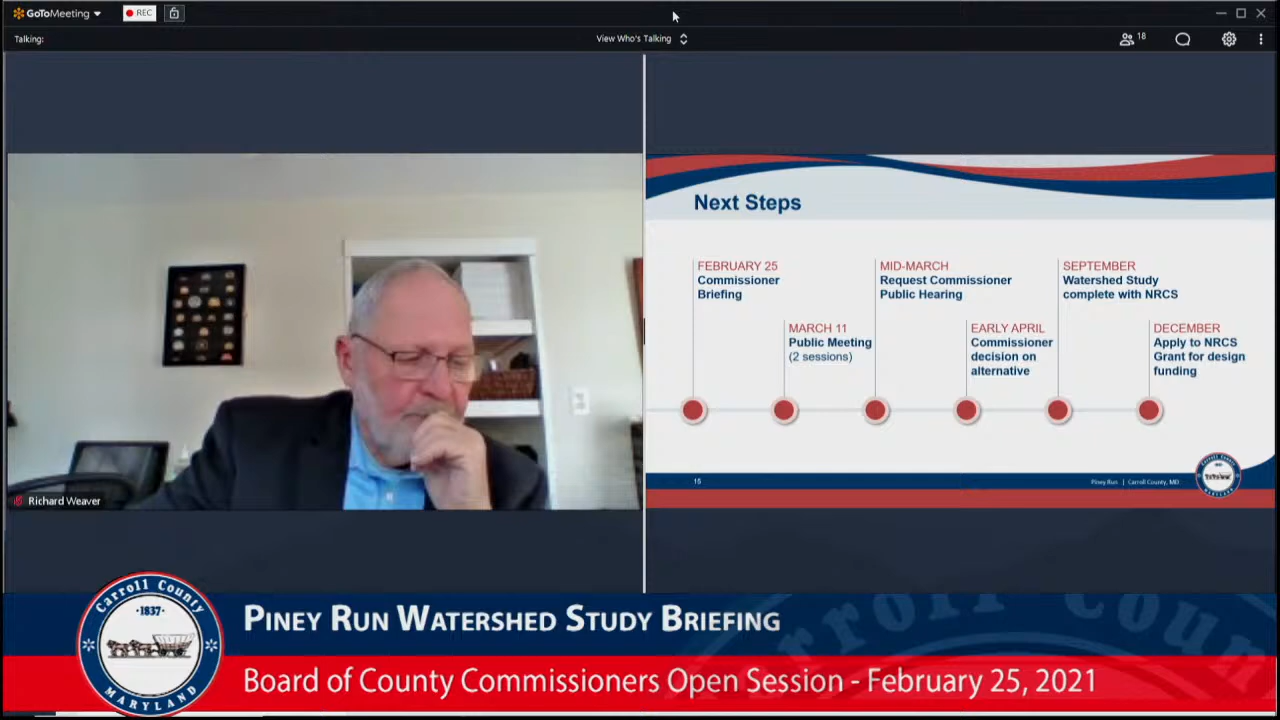 GoToMeeting
REC
Talking:
View Who's Talking
18
Next Steps
FEBRUARY 25
Commissioner
Briefing
MID-MARCH
Request Commissioner
Public Hearing
SEPTEMBER
Watershed Study
complete with NRCS
MARCH 11
Public Meeting
(2 sessions)
EARLY APRIL
Commissioner
decision on
alternative
DECEMBER
Apply to NRCS
Grant for design
funding
Piney Run | Carroll County, MD
Richard Weaver
Carroll County
1837
MARYLAND
PINEY RUN WATERSHED STUDY BRIEFING
Board of County Commissioners Open Session - February 25, 2021